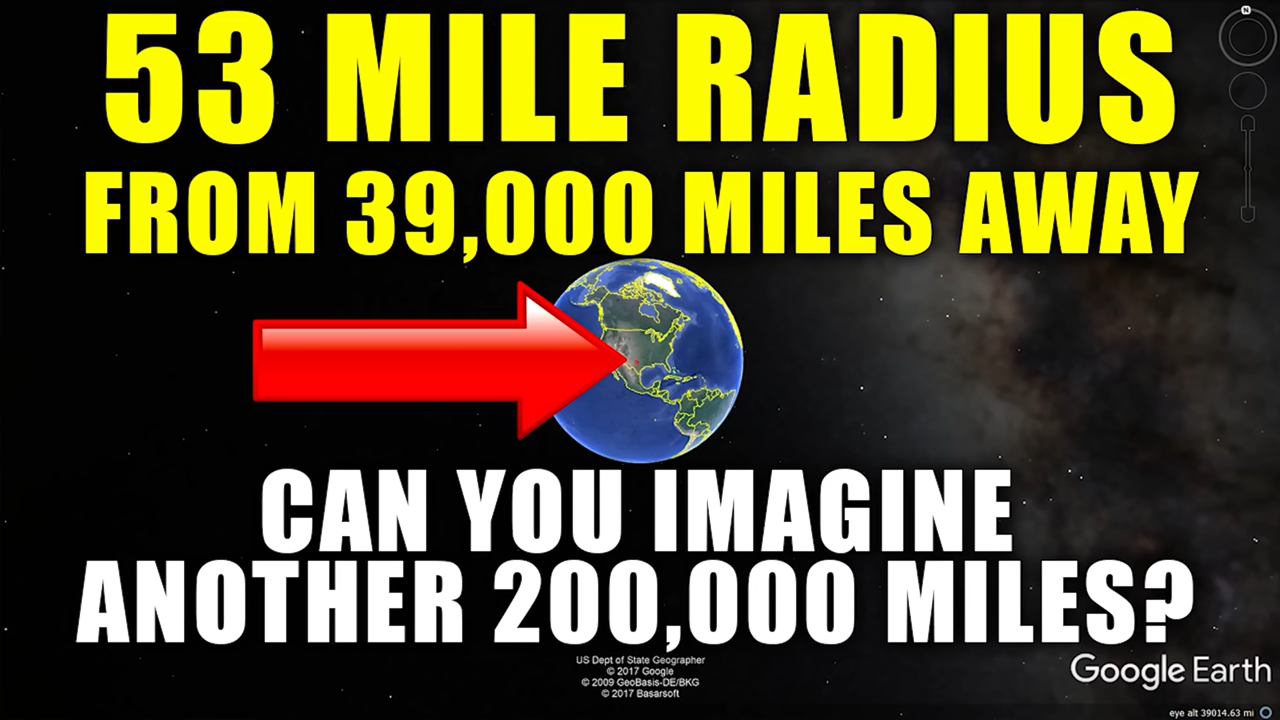 53 MILE RADIUS
FROM 39,000 MILES AWAY
CAN YOU IMAGINE
ANOTHER 200,000 MILES?
US Dept of State Geographer
© 2017 Google
© 2009 GeoBasis-DE/BKG
© 2017 Basarsoft
Google Earth
eye alt 39014.63 mi
N